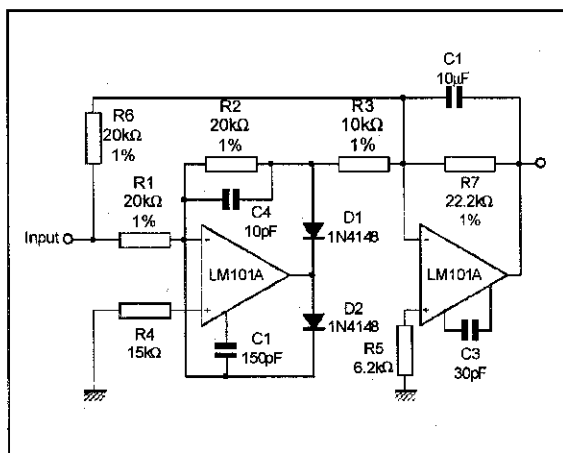 C1
10µF
R6
20kΩ
1%
R2
20kΩ
1%
R3
10kΩ
1%
R1
20kΩ
1%
C4
10pF
D1
1N4148
R7
22.2kΩ
1%
Input
-
+
LM101A
-
+
LM101A
D2
1N4148
R4
15kΩ
C1
150pF
R5
6.2kΩ
C3
30pF